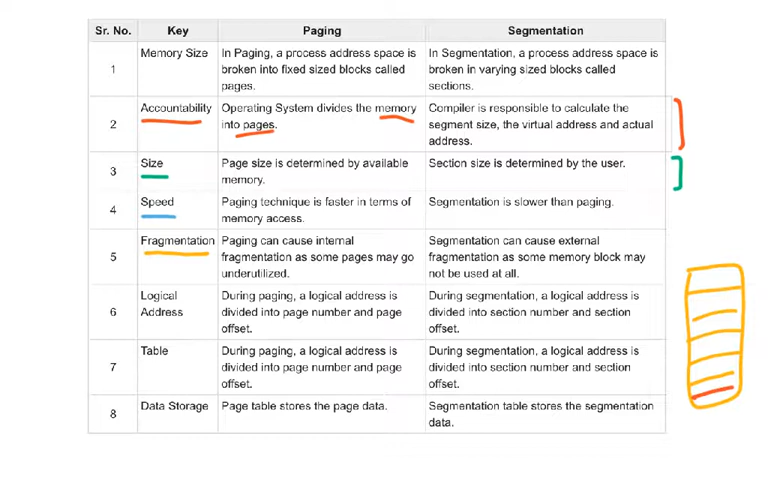 Sr. No. Key Paging Segmentation
1 Memory Size In Paging, a process address space is broken into fixed sized blocks called pages. In Segmentation, a process address space is broken in varying sized blocks called sections.
2 Accountability Operating System divides the memory into pages. Compiler is responsible to calculate the segment size, the virtual address and actual address.
3 Size Page size is determined by available memory. Section size is determined by the user.
4 Speed Paging technique is faster in terms of memory access. Segmentation is slower than paging.
5 Fragmentation Paging can cause internal fragmentation as some pages may go underutilized. Segmentation can cause external fragmentation as some memory block may not be used at all.
6 Logical Address During paging, a logical address is divided into page number and page offset. During segmentation, a logical address is divided into section number and section offset.
7 Table During paging, a logical address is divided into page number and page offset. During segmentation, a logical address is divided into section number and section offset.
8 Data Storage Page table stores the page data. Segmentation table stores the segmentation data.